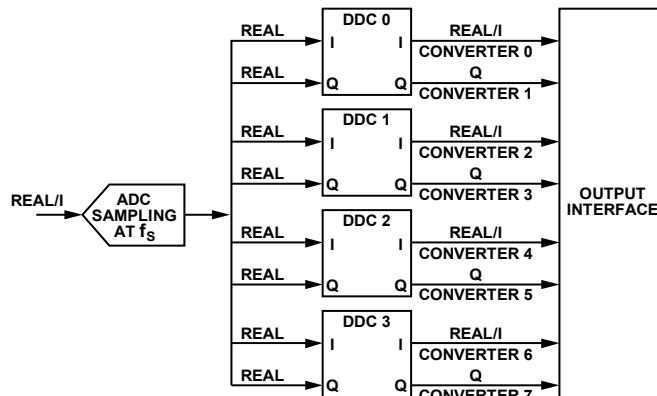 DDC 0
REAL I I REAL/I
CONVERTER 0
REAL Q Q Q
CONVERTER 1
DDC 1
REAL I I REAL/I
CONVERTER 2
REAL Q Q Q
CONVERTER 3
REAL/I
ADC
SAMPLING
AT fS
OUTPUT
INTERFACE
DDC 2
REAL I I REAL/I
CONVERTER 4
REAL Q Q Q
CONVERTER 5
DDC 3
REAL I I REAL/I
CONVERTER 6
REAL Q Q Q
CONVERTER 7